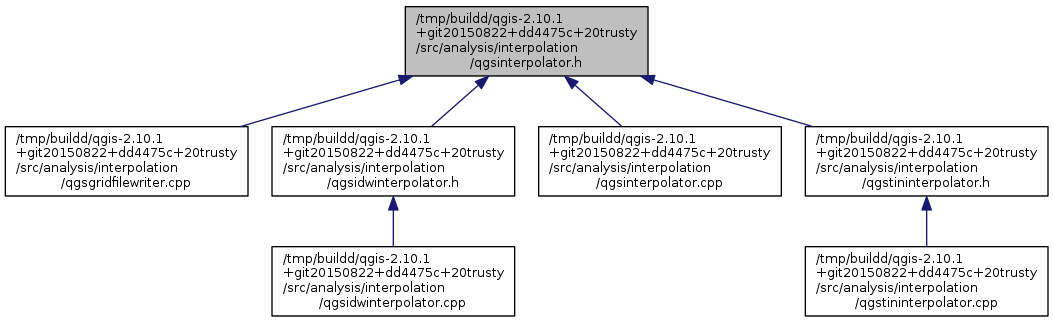 /tmp/buildd/qgis-2.10.1
+git20150822+dd4475c+20trusty
/src/analysis/interpolation
/qgsinterpolator.h
/tmp/buildd/qgis-2.10.1
+git20150822+dd4475c+20trusty
/src/analysis/interpolation
/qgsgridfilewriter.cpp
/tmp/buildd/qgis-2.10.1
+git20150822+dd4475c+20trusty
/src/analysis/interpolation
/qgsidwinterpolator.h
/tmp/buildd/qgis-2.10.1
+git20150822+dd4475c+20trusty
/src/analysis/interpolation
/qgsinterpolator.cpp
/tmp/buildd/qgis-2.10.1
+git20150822+dd4475c+20trusty
/src/analysis/interpolation
/qgstininterpolator.h
/tmp/buildd/qgis-2.10.1
+git20150822+dd4475c+20trusty
/src/analysis/interpolation
/qgsidwinterpolator.cpp
/tmp/buildd/qgis-2.10.1
+git20150822+dd4475c+20trusty
/src/analysis/interpolation
/qgstininterpolator.cpp